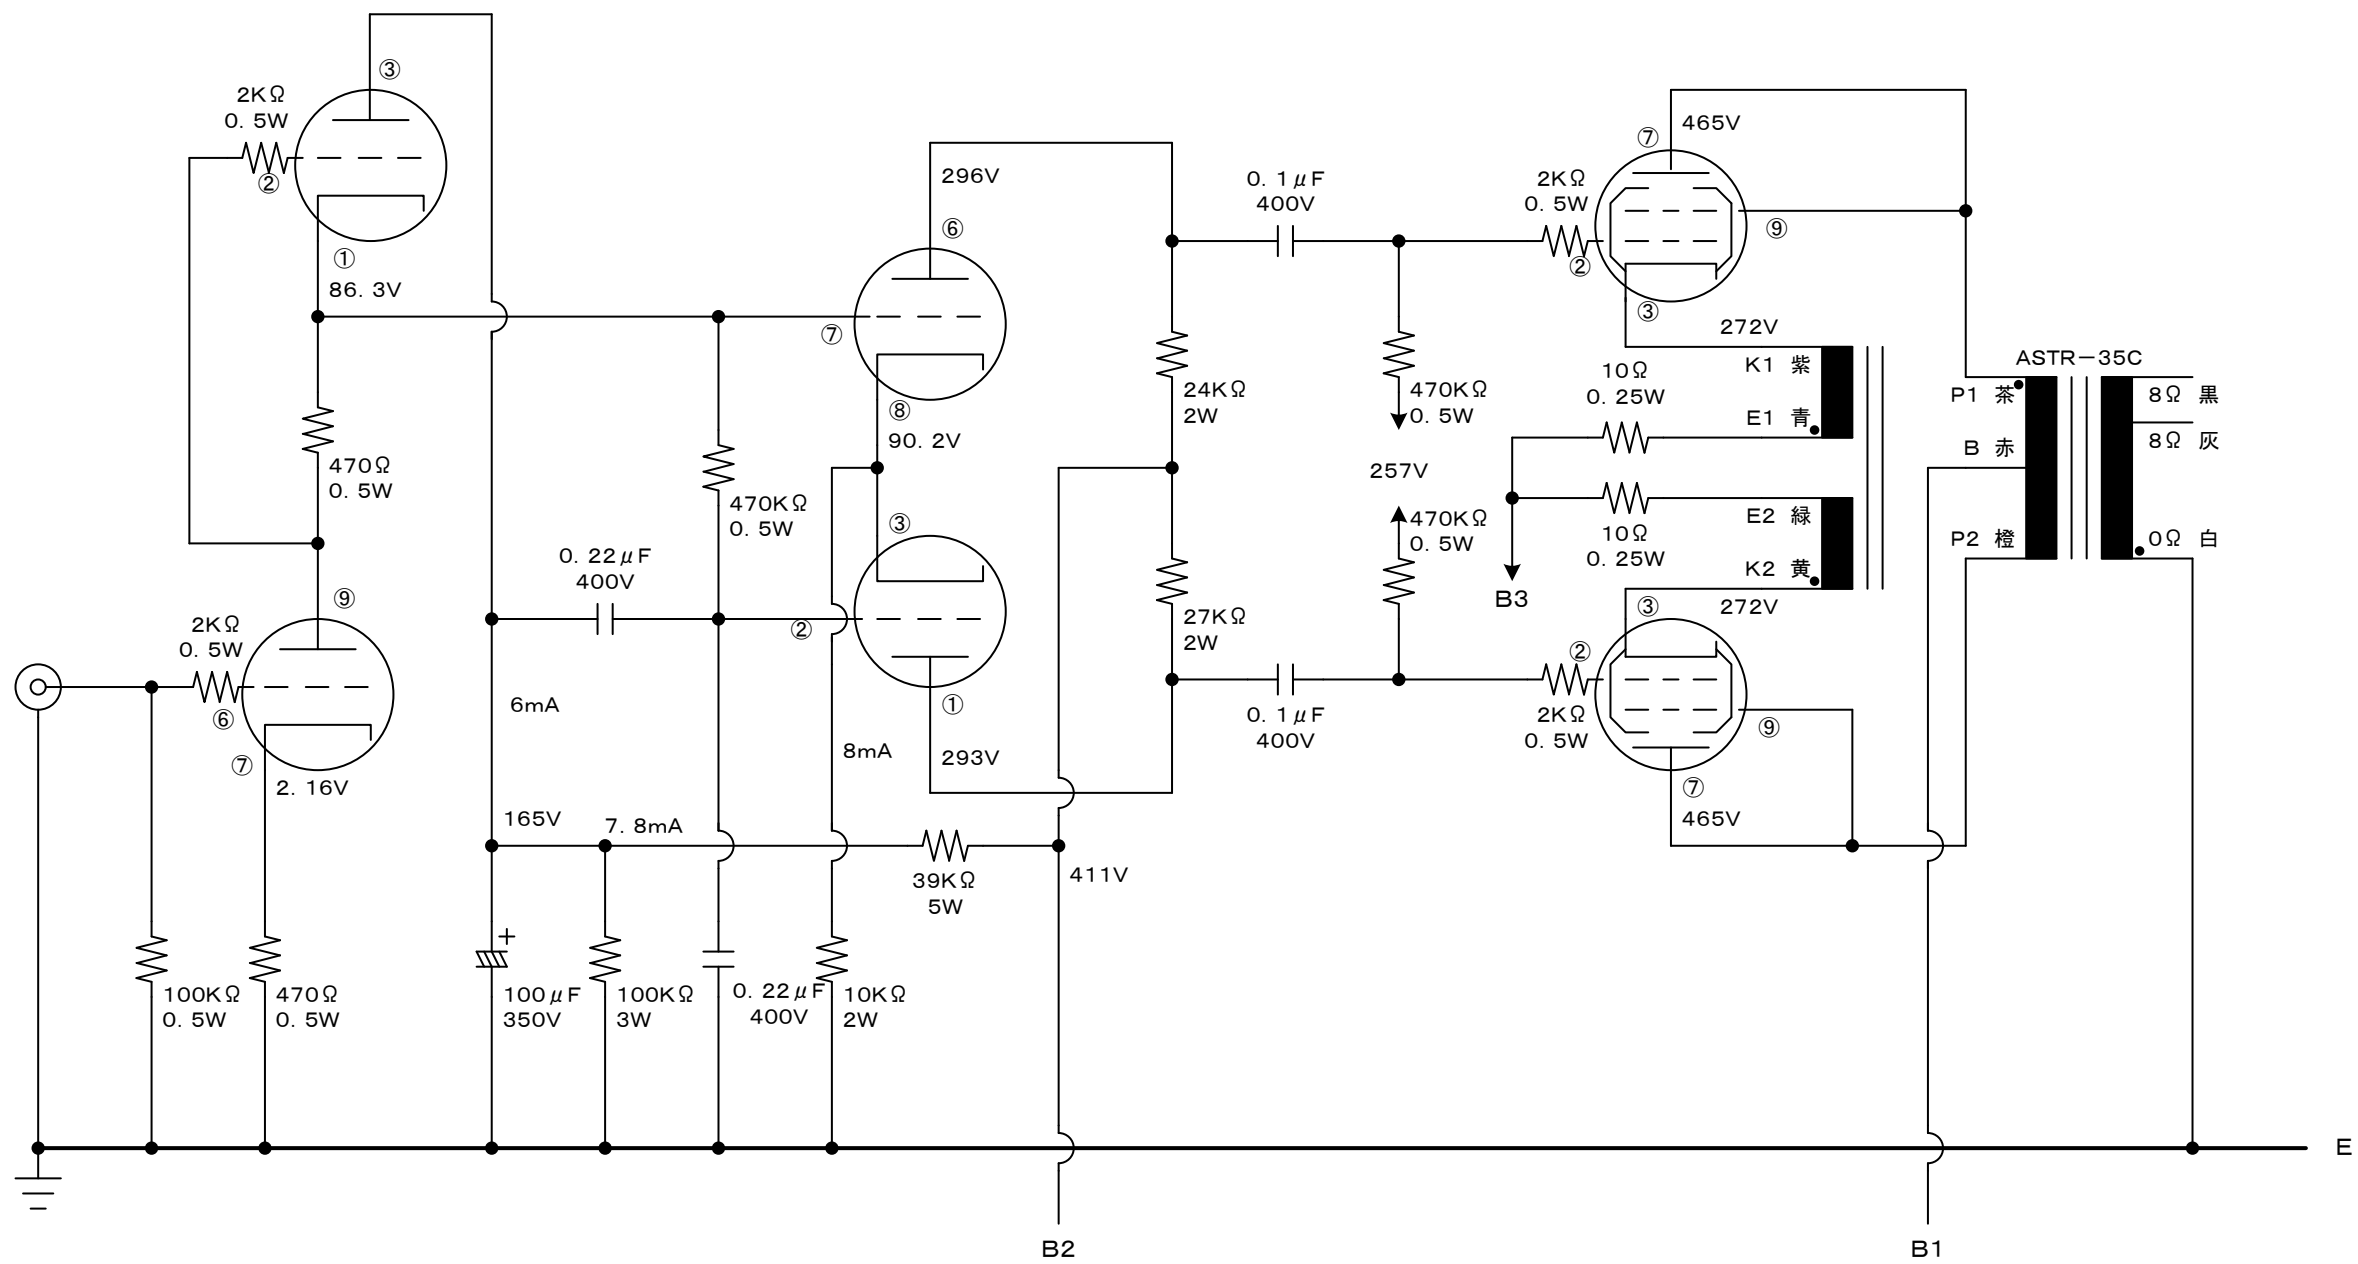 ③
2KΩ
0.5W
②
①
86.3V
470Ω
0.5W
⑨
2KΩ
0.5W
⑥
⑦
2.16V
100KΩ
0.5W
470Ω
0.5W
0.22μF
400V
6mA
165V
7.8mA
+
100μF
350V
100KΩ
3W
470KΩ
0.5W
0.22μF
400V
296V
⑥
⑦
⑧
90.2V
③
②
①
8mA
293V
10KΩ
2W
39KΩ
5W
411V
24KΩ
2W
27KΩ
2W
0.1μF
400V
470KΩ
0.5W
257V
470KΩ
0.5W
0.1μF
400V
⑦
465V
2KΩ
0.5W
②
⑨
③
272V
K1 紫
10Ω
0.25W
E1 青
E2 緑
10Ω
0.25W
K2 黄
B3
③
272V
②
2KΩ
0.5W
⑨
⑦
465V
ASTR-35C
P1 茶
B 赤
P2 橙
8Ω 黒
8Ω 灰
0Ω 白
E
B2
B1